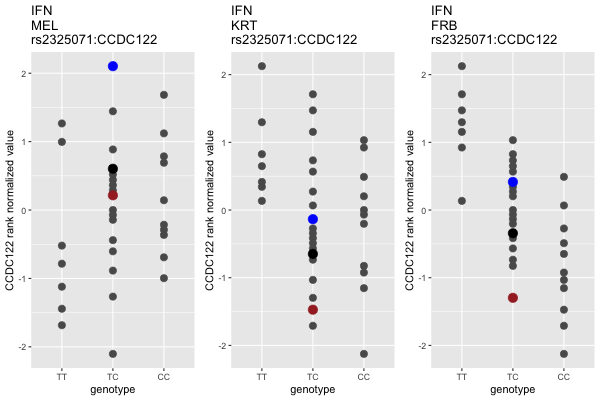 IFN
MEL
rs2325071:CCDC122
CCDC122 rank normalized value
2
1
0
-1
-2
TT TC CC
genotype
IFN
KRT
rs2325071:CCDC122
CCDC122 rank normalized value
2
1
0
-1
-2
TT TC CC
genotype
IFN
FRB
rs2325071:CCDC122
CCDC122 rank normalized value
2
1
0
-1
-2
TT TC CC
genotype